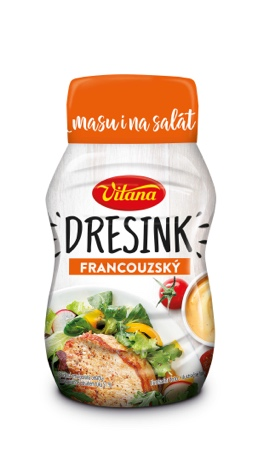 masu i na salát
Vitana
DRESINK
FRANCOUZSKÝ